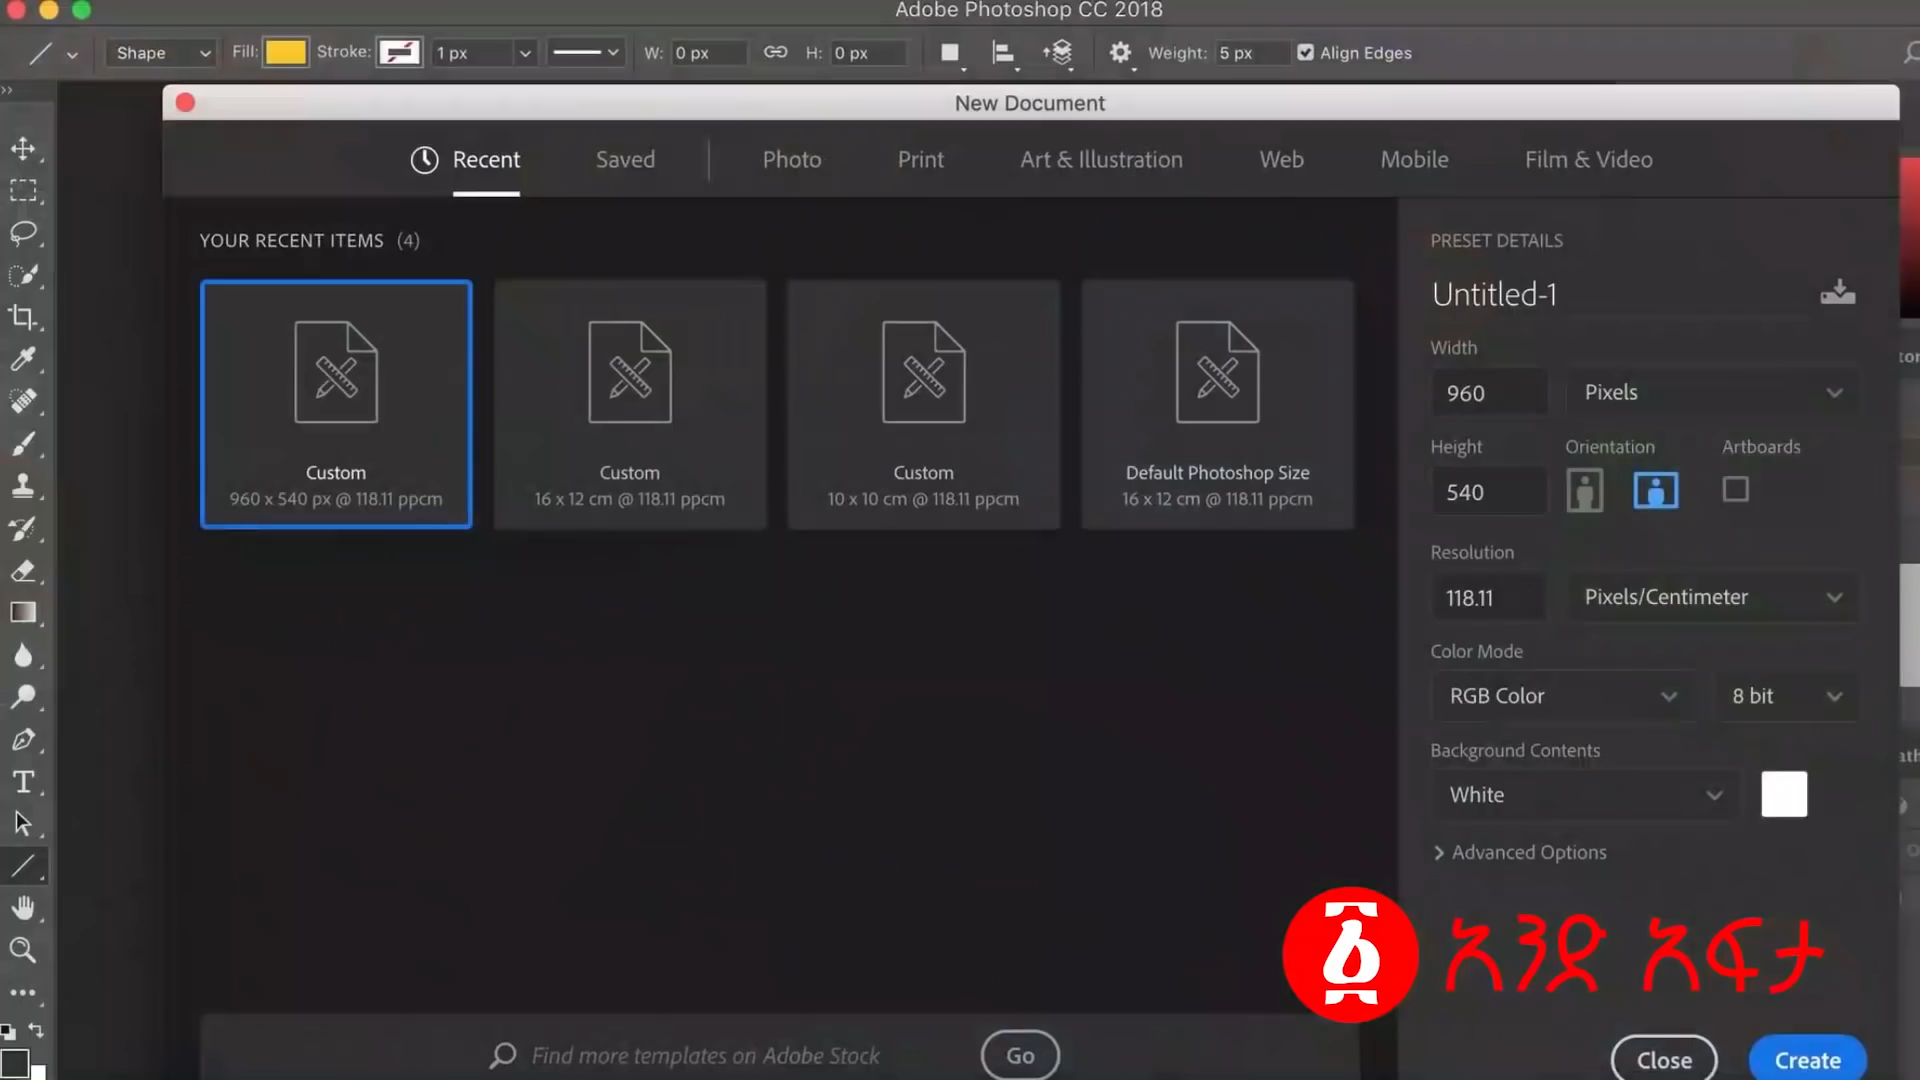 Adobe Photoshop CC 2018
Shape Fill: Stroke: 1 px W: 0 px H: 0 px Weight: 5 px Align Edges
New Document
Recent Saved Photo Print Art & Illustration Web Mobile Film & Video
YOUR RECENT ITEMS (4)
Custom
960 x 540 px @ 118.11 ppcm
Custom
16 x 12 cm @ 118.11 ppcm
Custom
10 x 10 cm @ 118.11 ppcm
Default Photoshop Size
16 x 12 cm @ 118.11 ppcm
PRESET DETAILS
Untitled-1
Width
960 Pixels
Height Orientation Artboards
540
Resolution
118.11 Pixels/Centimeter
Color Mode
RGB Color 8 bit
Background Contents
White
Advanced Options
፩ አንድ አፍታ
Find more templates on Adobe Stock Go
Close Create